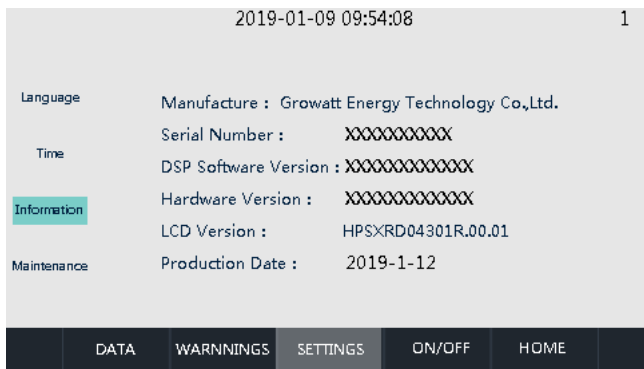 2019-01-09 09:54:08 1
Language
Manufacture : Growatt Energy Technology Co.,Ltd.
Serial Number : XXXXXXXXXX
Time
DSP Software Version : XXXXXXXXXXXX
Information
Hardware Version : XXXXXXXXXXXX
LCD Version : HPSXRD04301R.00.01
Maintenance
Production Date : 2019-1-12
DATA WARNNINGS SETTINGS ON/OFF HOME